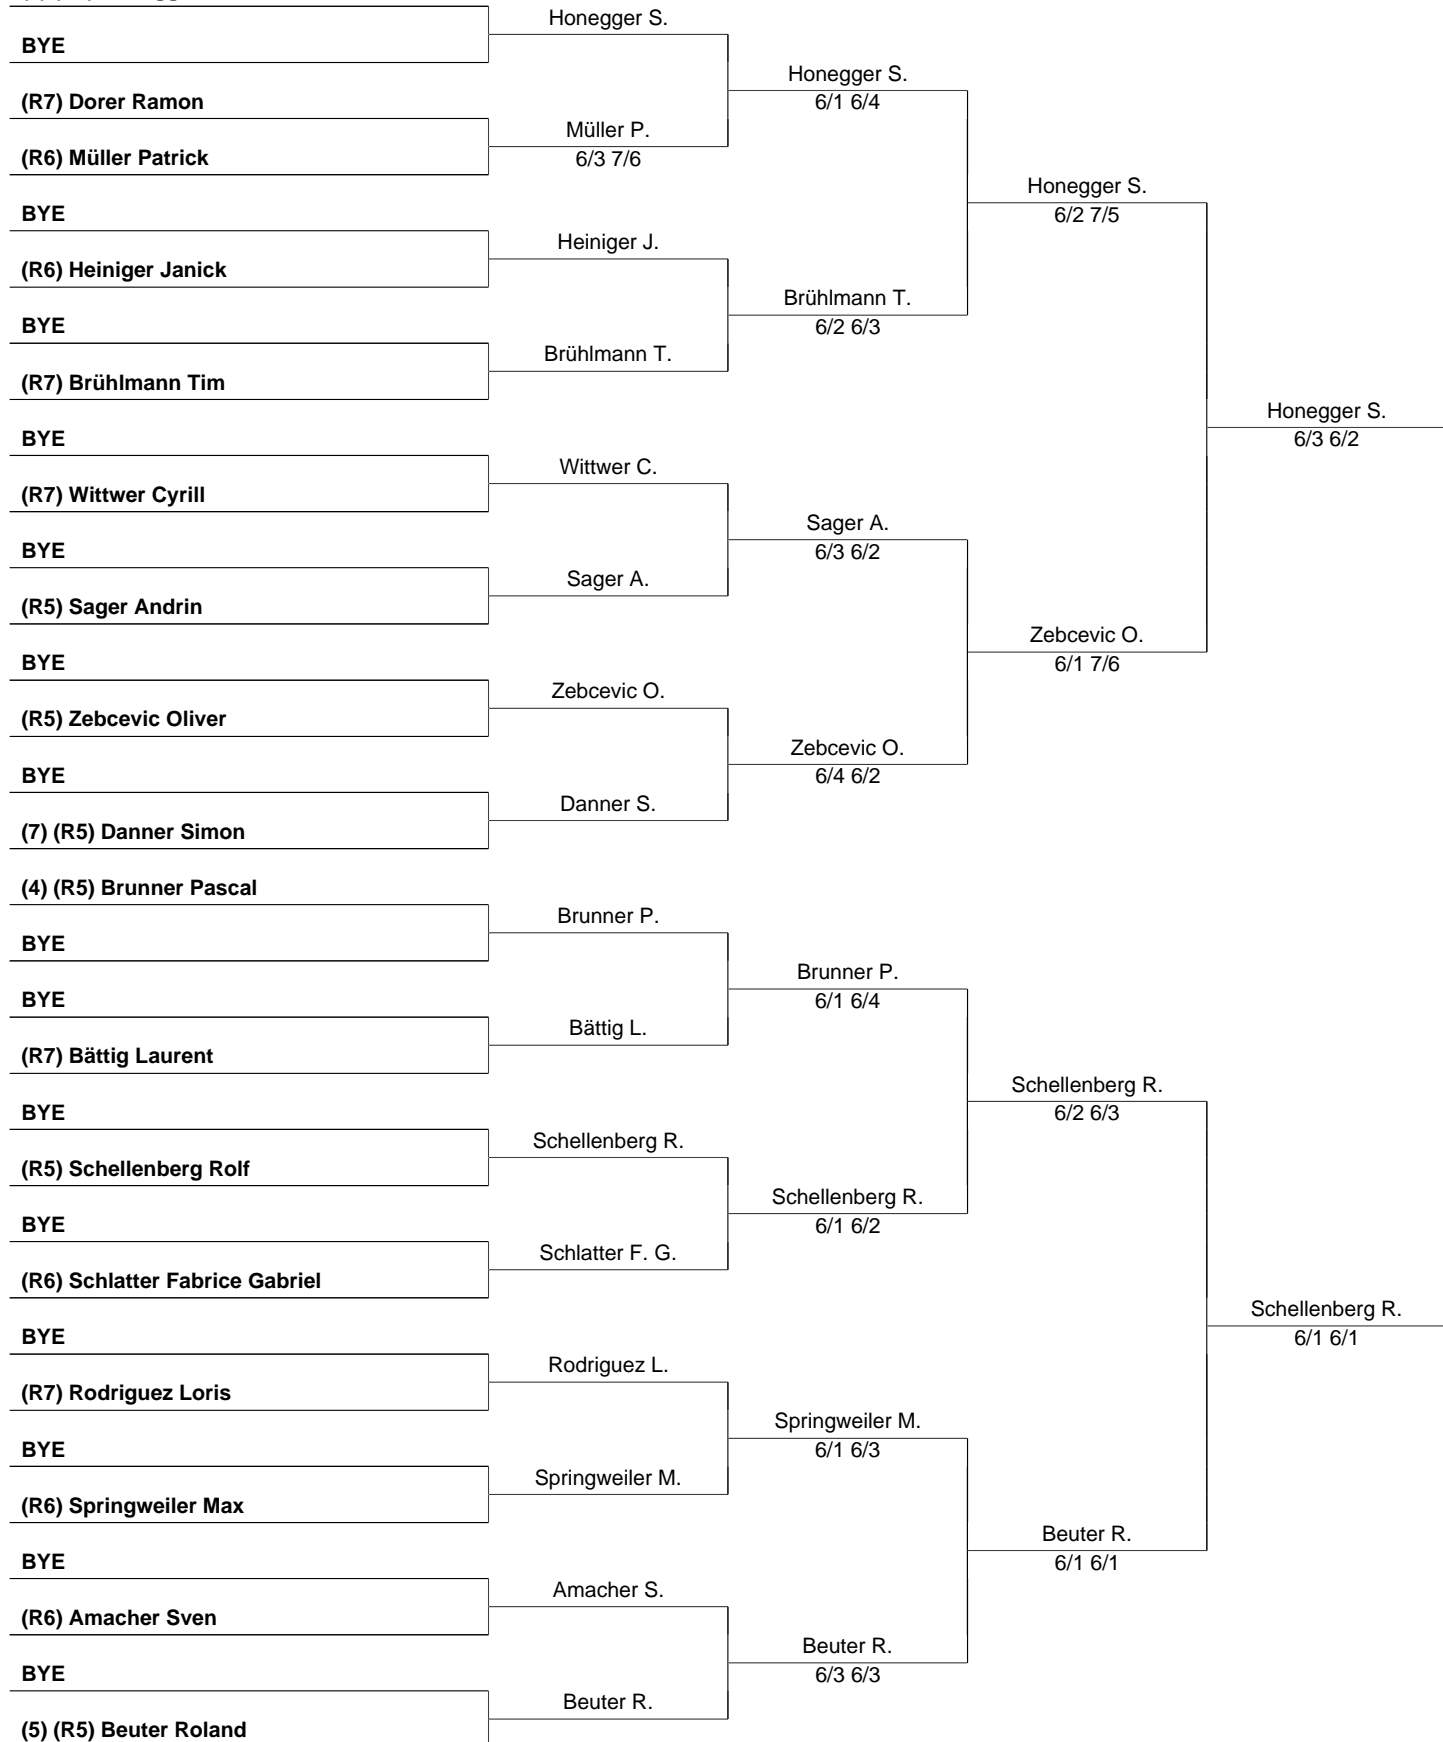 Honegger S.
BYE
Honegger S.
(R7) Dorer Ramon
6/1 6/4
Müller P.
(R6) Müller Patrick
6/3 7/6
Honegger S.
BYE
6/2 7/5
Heiniger J.
(R6) Heiniger Janick
Brühlmann T.
BYE
6/2 6/3
Brühlmann T.
(R7) Brühlmann Tim
Honegger S.
BYE
6/3 6/2
Wittwer C.
(R7) Wittwer Cyrill
Sager A.
BYE
6/3 6/2
Sager A.
(R5) Sager Andrin
Zebcevic O.
BYE
6/1 7/6
Zebcevic O.
(R5) Zebcevic Oliver
Zebcevic O.
BYE
6/4 6/2
Danner S.
(7) (R5) Danner Simon
(4) (R5) Brunner Pascal
Brunner P.
BYE
Brunner P.
BYE
6/1 6/4
Bättig L.
(R7) Bättig Laurent
Schellenberg R.
BYE
6/2 6/3
Schellenberg R.
(R5) Schellenberg Rolf
Schellenberg R.
BYE
6/1 6/2
Schlatter F. G.
(R6) Schlatter Fabrice Gabriel
Schellenberg R.
BYE
6/1 6/1
Rodriguez L.
(R7) Rodriguez Loris
Springweiler M.
BYE
6/1 6/3
Springweiler M.
(R6) Springweiler Max
Beuter R.
BYE
6/1 6/1
Amacher S.
(R6) Amacher Sven
Beuter R.
BYE
6/3 6/3
Beuter R.
(5) (R5) Beuter Roland